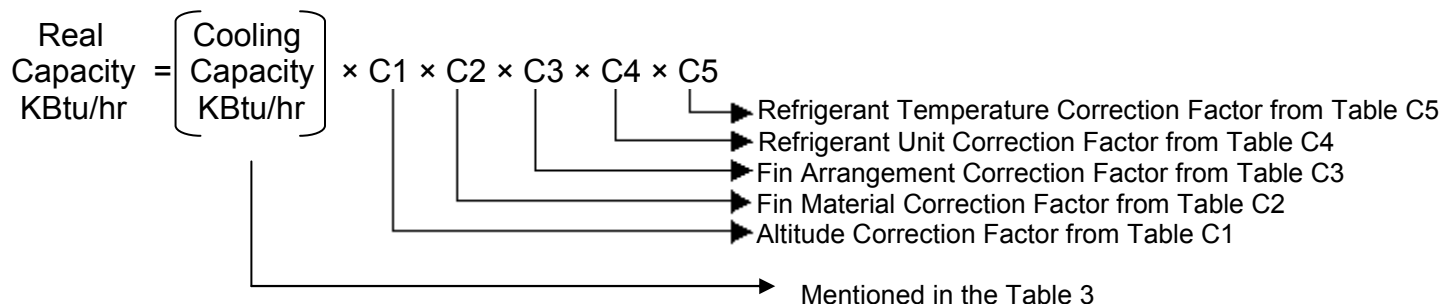 Real Cooling
Capacity = Capacity × C1 × C2 × C3 × C4 × C5
KBtu/hr KBtu/hr
Refrigerant Temperature Correction Factor from Table C5
Refrigerant Unit Correction Factor from Table C4
Fin Arrangement Correction Factor from Table C3
Fin Material Correction Factor from Table C2
Altitude Correction Factor from Table C1
Mentioned in the Table 3